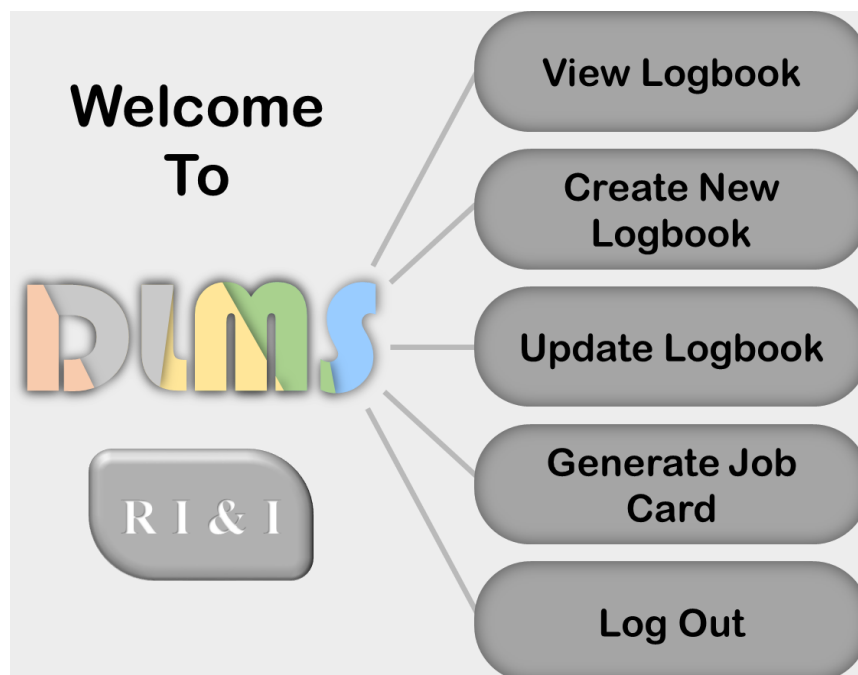 Welcome
To
DLMS
R I & I
View Logbook
Create New
Logbook
Update Logbook
Generate Job
Card
Log Out